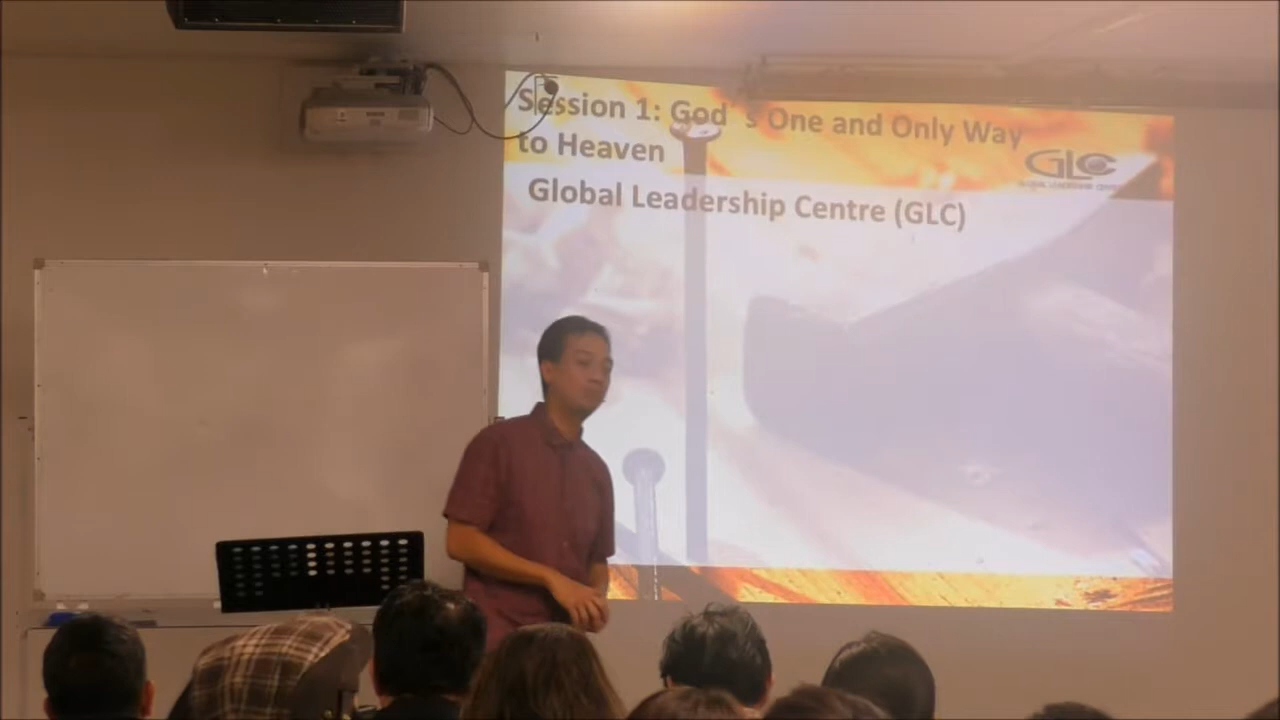 Session 1: God's One and Only Way
to Heaven
GLC
Global Leadership Centre (GLC)